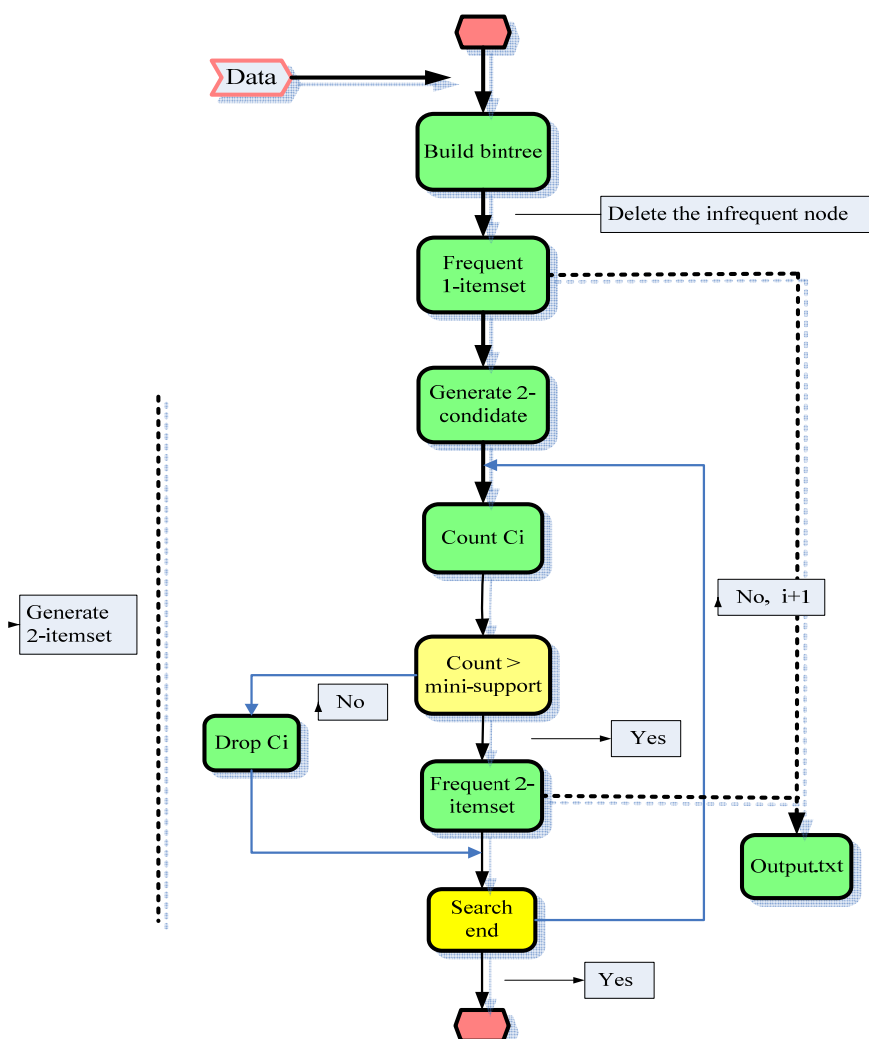 Data
Build bintree
Delete the infrequent node
Frequent
1-itemset
Generate 2-
condidate
Count Ci
No, i+1
Generate
2-itemset
Count >
mini-support
No
Drop Ci
Yes
Frequent 2-
itemset
Output.txt
Search
end
Yes